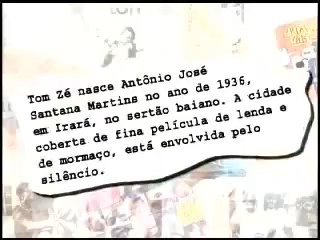 Tom Zé nasce Antônio José
Santana Martins no ano de 1936,
em Irará, no sertão baiano. A cidade
coberta de fina película de lenda e
de mormaço, está envolvida pelo
silêncio.